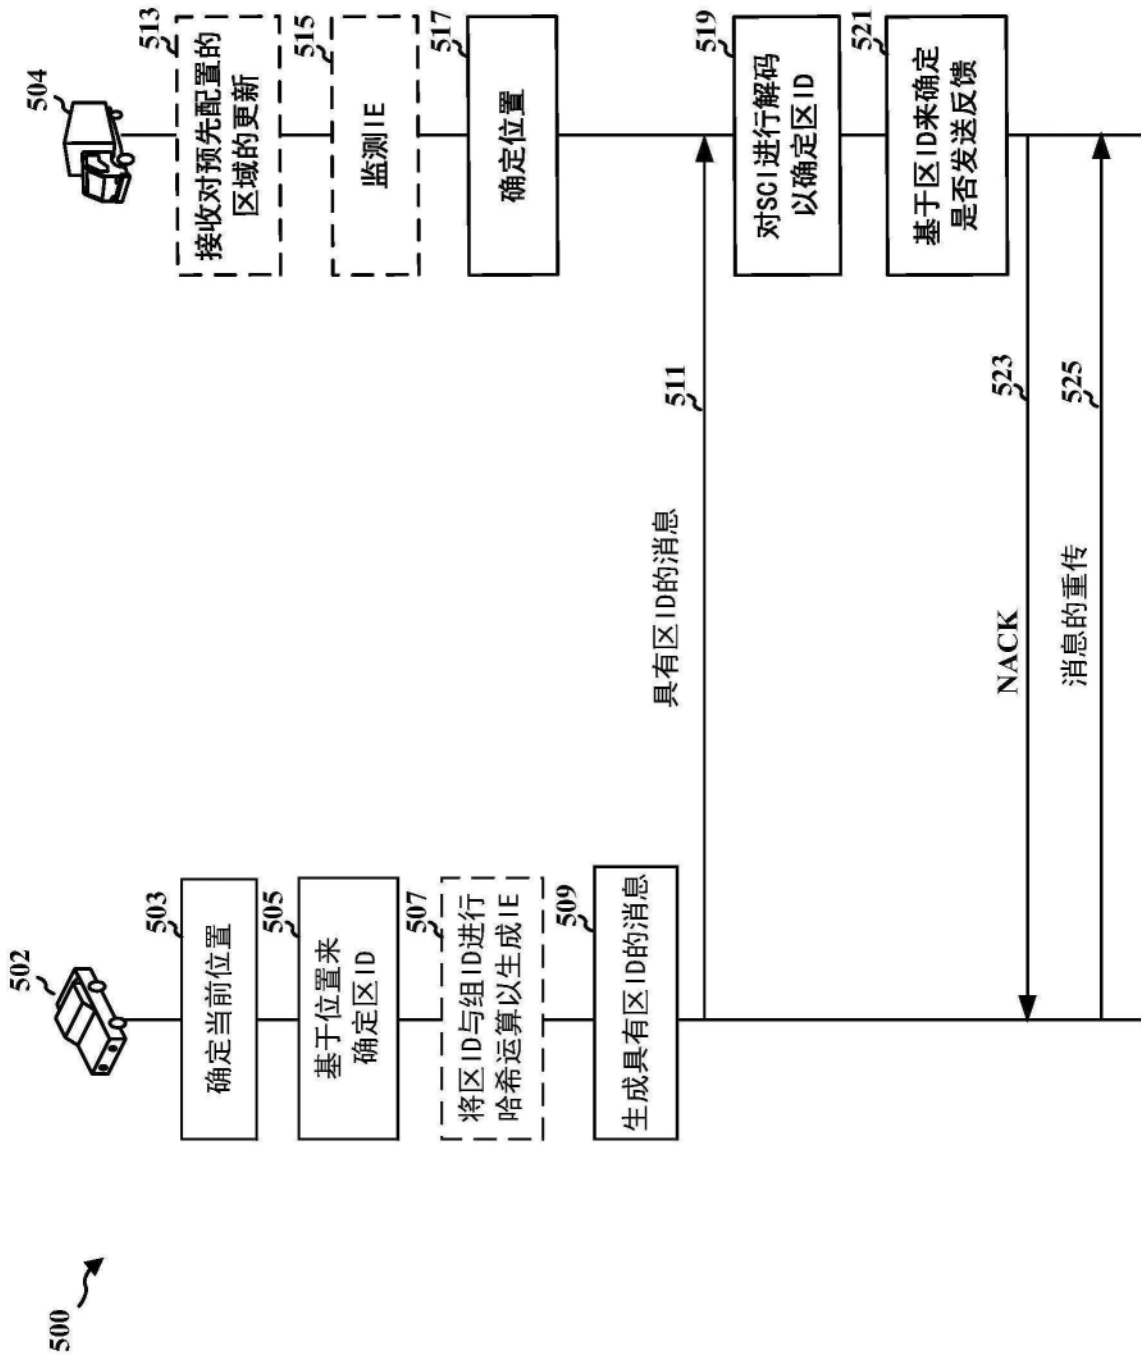 500
502
504
503
确定当前位置
505
基于位置来
确定区ID
507
将区ID与组ID进行
哈希运算以生成IE
509
生成具有区ID的消息
513
接收对预先配置的
区域的更新
515
监测IE
517
确定位置
具有区ID的消息
511
519
对SCI进行解码
以确定区ID
521
基于区ID来确定
是否发送反馈
NACK
523
消息的重传
525